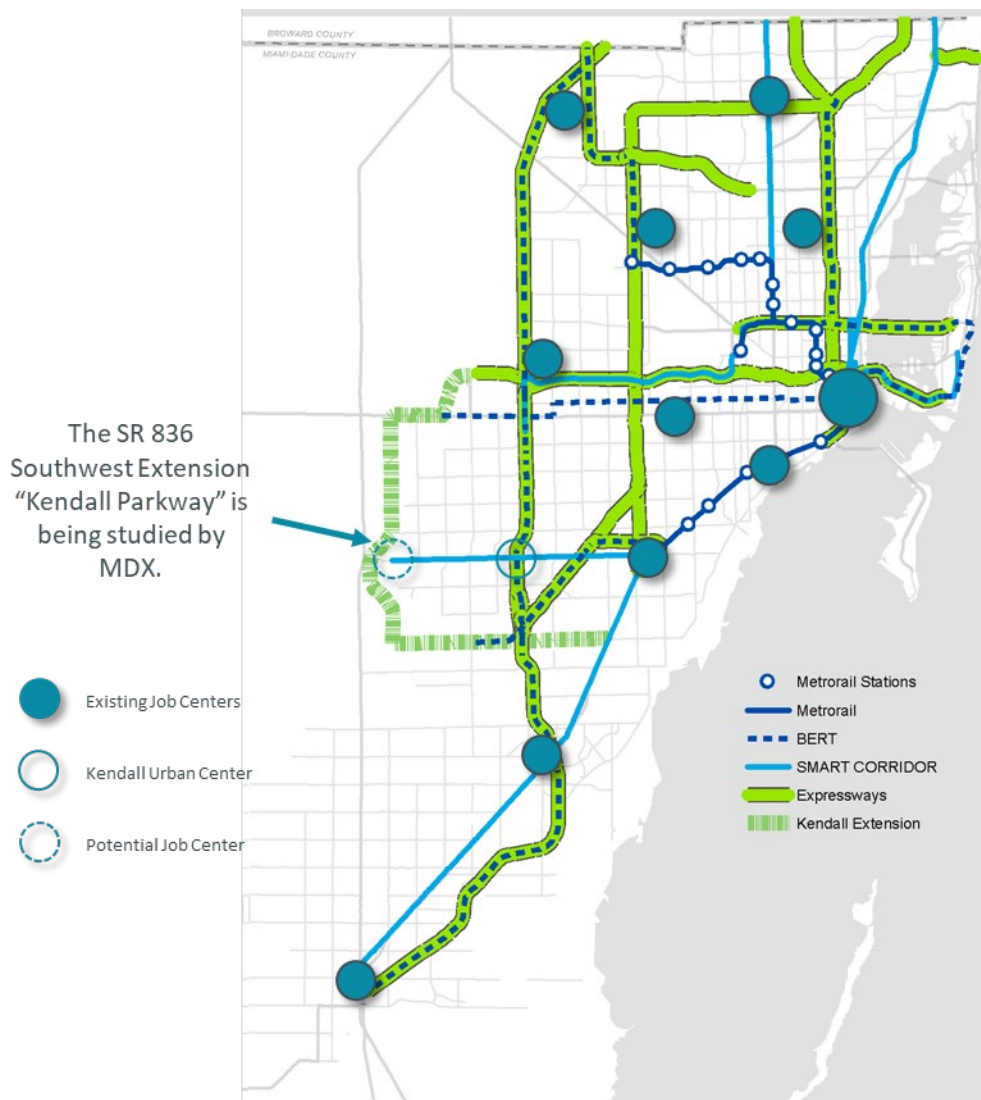 BROWARD COUNTY
MIAMI-DADE COUNTY
The SR 836
Southwest Extension
“Kendall Parkway” is
being studied by
MDX.
Existing Job Centers
Kendall Urban Center
Potential Job Center
Metrorail Stations
Metrorail
BERT
SMART CORRIDOR
Expressways
Kendall Extension